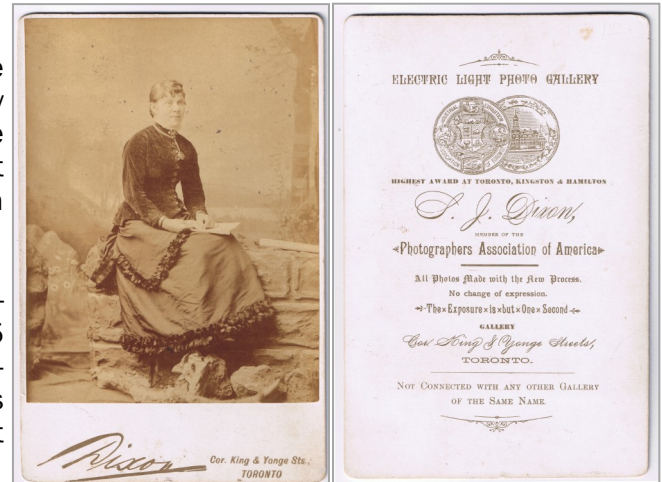 Dixon
Cor. King & Yonge Sts.
TORONTO
ELECTRIC LIGHT PHOTO GALLERY
HIGHEST AWARD AT TORONTO, KINGSTON & HAMILTON
S. J. Dixon,
MEMBER OF THE
Photographers Association of America
All Photos Made with the New Process.
No change of expression.
The × Exposure × is × but × One × Second
GALLERY
Cor King & Yonge Streets,
TORONTO.
NOT CONNECTED WITH ANY OTHER GALLERY
OF THE SAME NAME.